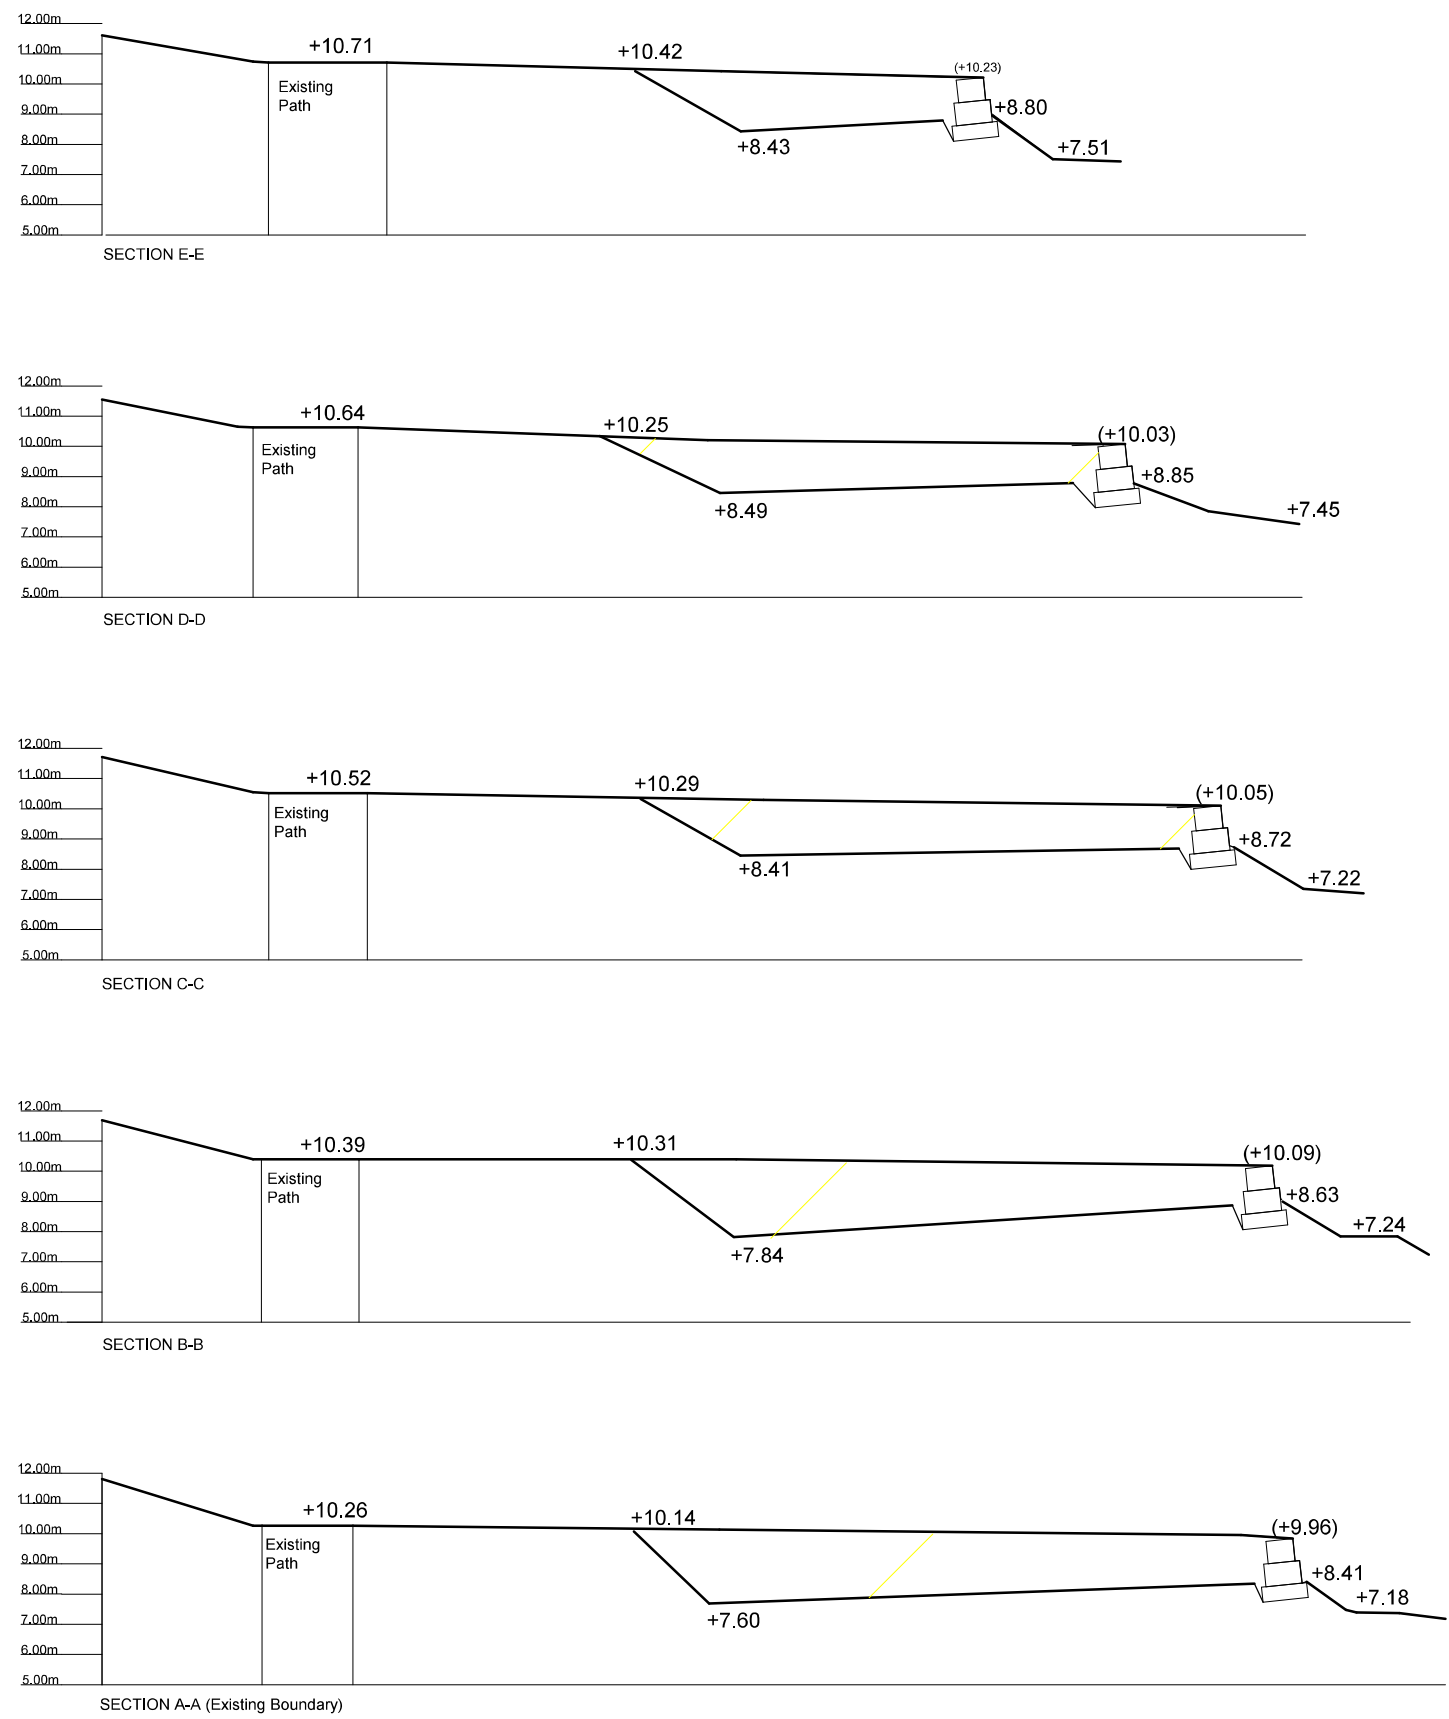 12.00m
11.00m
10.00m
9.00m
8.00m
7.00m
6.00m
5.00m
+10.71
+10.42
(+10.23)
Existing
Path
+8.80
+8.43
+7.51
SECTION E-E
12.00m
11.00m
10.00m
9.00m
8.00m
7.00m
6.00m
5.00m
+10.64
+10.25
(+10.03)
Existing
Path
+8.85
+8.49
+7.45
SECTION D-D
12.00m
11.00m
10.00m
9.00m
8.00m
7.00m
6.00m
5.00m
+10.52
+10.29
(+10.05)
Existing
Path
+8.72
+8.41
+7.22
SECTION C-C
12.00m
11.00m
10.00m
9.00m
8.00m
7.00m
6.00m
5.00m
+10.39
+10.31
(+10.09)
Existing
Path
+8.63
+7.84
+7.24
SECTION B-B
12.00m
11.00m
10.00m
9.00m
8.00m
7.00m
6.00m
5.00m
+10.26
+10.14
(+9.96)
Existing
Path
+8.41
+7.60
+7.18
SECTION A-A (Existing Boundary)